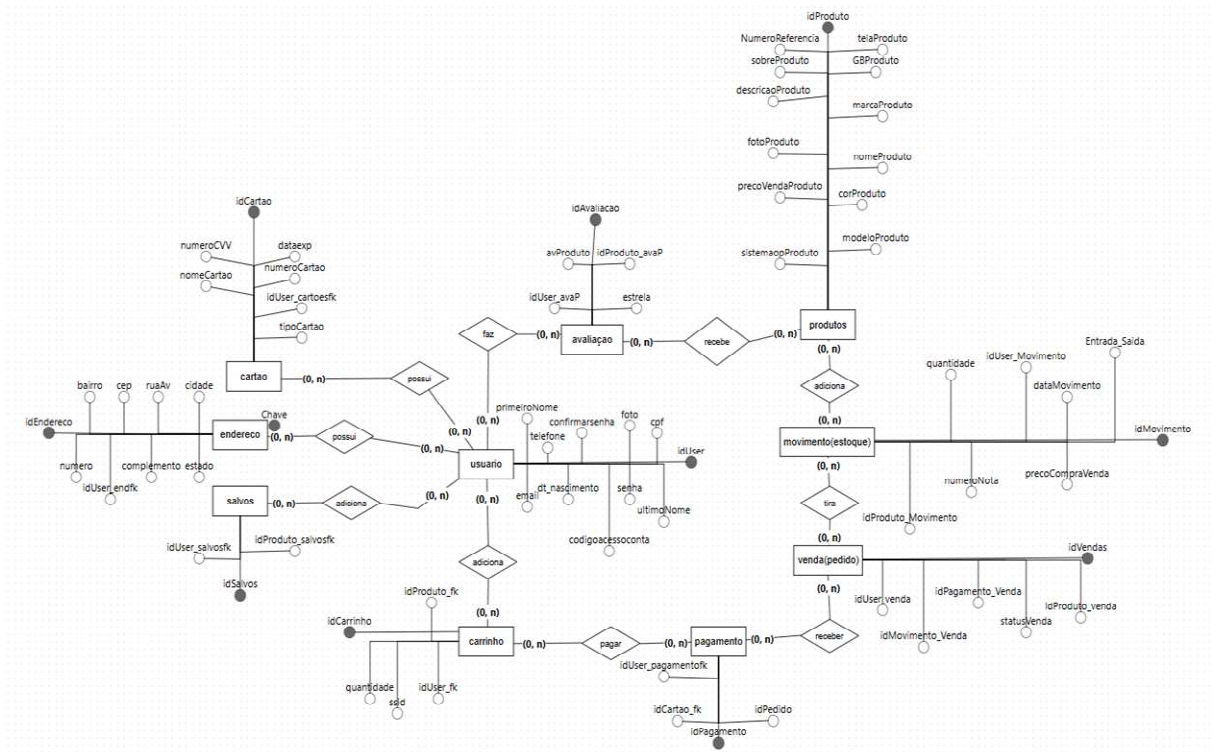 idProduto
NumeroReferencia
telaProduto
sobreProduto
GBProduto
descricaoProduto
marcaProduto
fotoProduto
nomeProduto
precoVendaProduto
corProduto
modeloProduto
sistemaopProduto
idCartao
numeroCVV
dataexp
nomeCartao
numeroCartao
idUser_cartoesfk
tipoCartao
idAvaliacao
avProduto
idProduto_avaP
idUser_avaP
estrela
produtos
faz
(0, n)
avaliaçao
(0, n)
recebe
(0, n)
(0, n)
cartao
(0, n)
possui
adiciona
quantidade
idUser_Movimento
Entrada_Saida
dataMovimento
bairro
cep
ruaAv
cidade
idEndereco
Chave
endereco
(0, n)
possui
(0, n)
(0, n)
(0, n)
numero
complemento
estado
idUser_endfk
primeiroNome
confirmarsenha
foto
cpf
telefone
idUser
usuario
email
dt_nascimento
senha
ultimoNome
codigoacessoconta
(0, n)
movimento(estoque)
idMovimento
(0, n)
numeroNota
precoCompraVenda
idProduto_Movimento
salvos
(0, n)
adiciona
(0, n)
(0, n)
tira
idUser_salvosfk
idProduto_salvosfk
idSalvos
adiciona
(0, n)
venda(pedido)
idVendas
(0, n)
idUser_venda
idPagamento_Venda
idProduto_venda
statusVenda
idMovimento_Venda
idProduto_fk
(0, n)
idCarrinho
carrinho
(0, n)
pagar
(0, n)
pagamento
(0, n)
receber
quantidade
ssid
idUser_fk
idUser_pagamentofk
idCartao_fk
idPedido
idPagamento